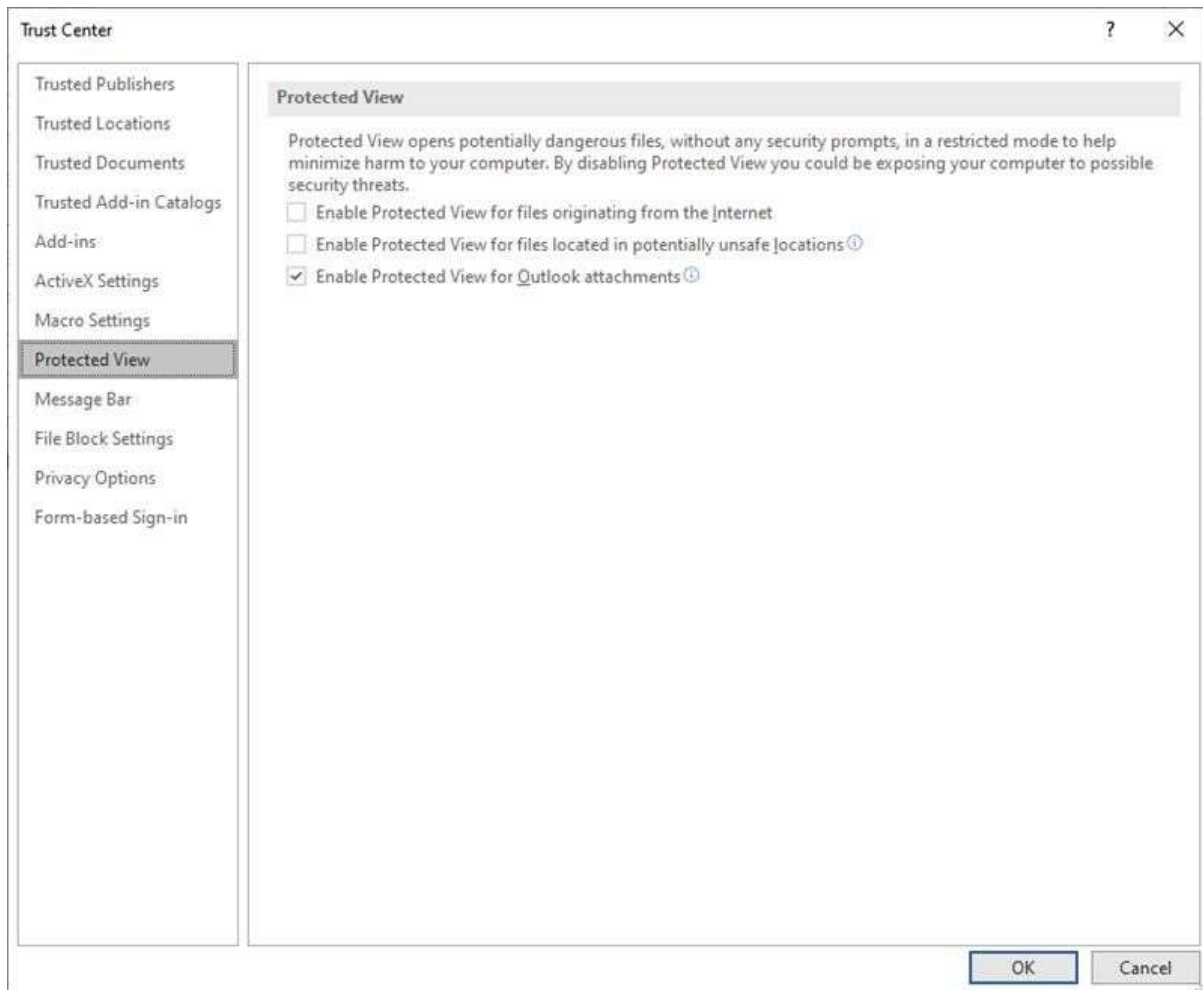 Trust Center
?
Trusted Publishers
Trusted Locations
Trusted Documents
Trusted Add-in Catalogs
Add-ins
ActiveX Settings
Macro Settings
Protected View
Message Bar
File Block Settings
Privacy Options
Form-based Sign-in
Protected View
Protected View opens potentially dangerous files, without any security prompts, in a restricted mode to help
minimize harm to your computer. By disabling Protected View you could be exposing your computer to possible
security threats.
Enable Protected View for files originating from the Internet
Enable Protected View for files located in potentially unsafe locations
Enable Protected View for Outlook attachments
OK
Cancel